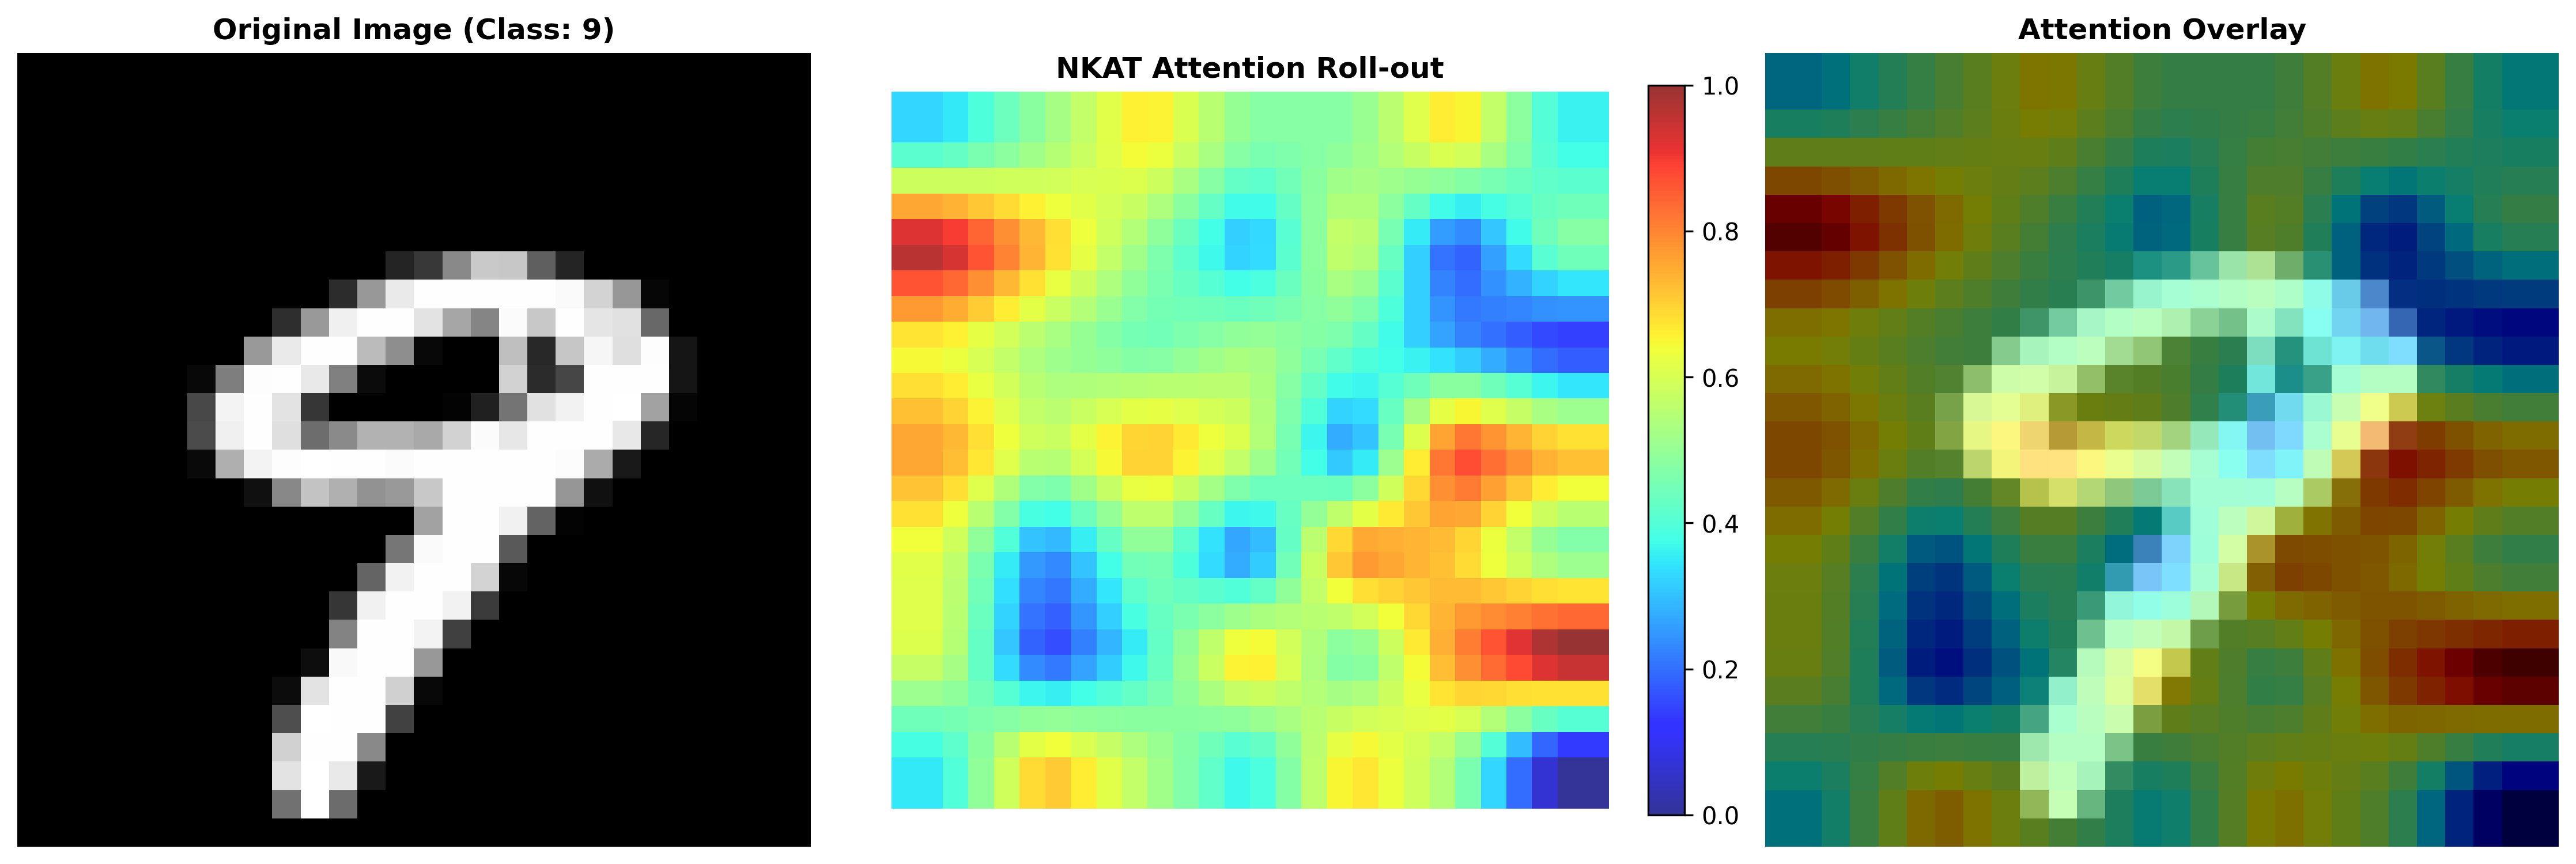 Original Image (Class: 9)
NKAT Attention Roll-out
Attention Overlay
1.0
0.8
0.6
0.4
0.2
0.0
9